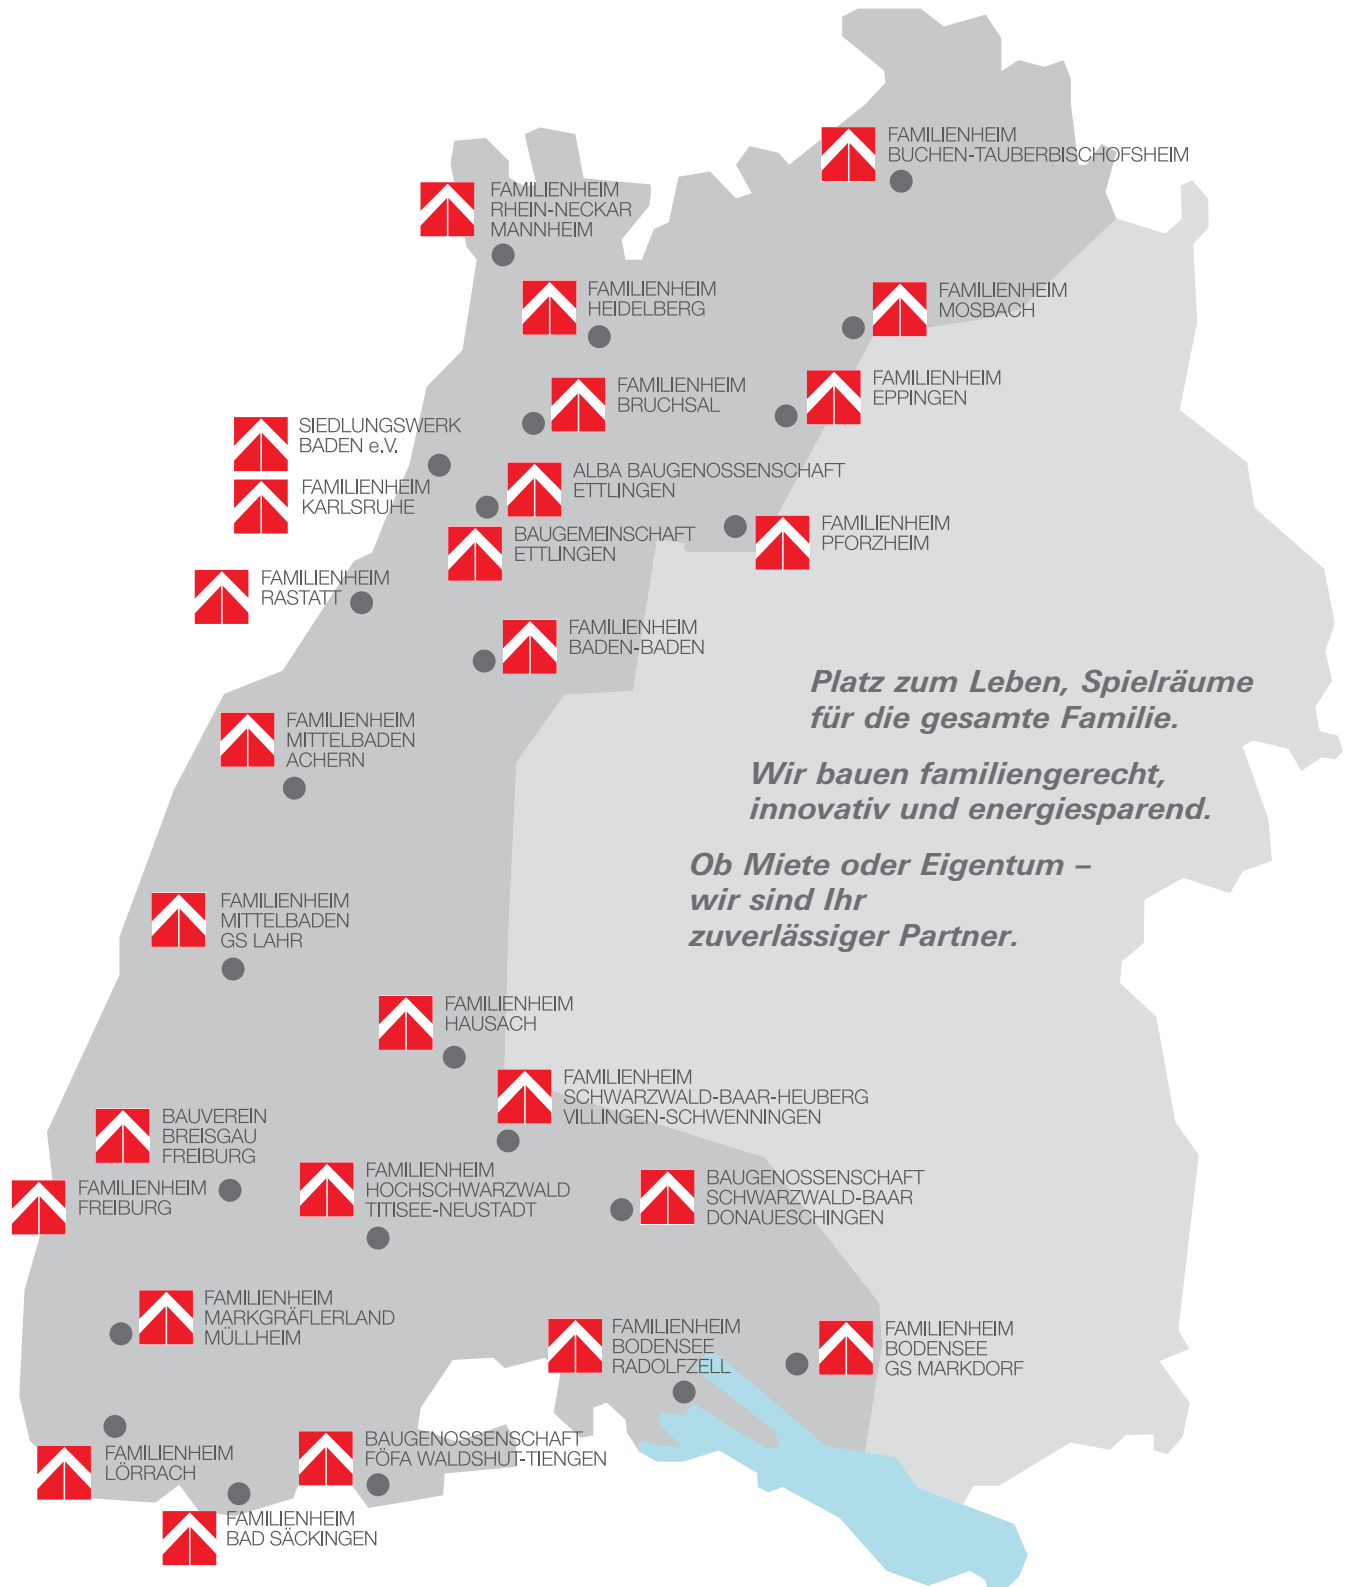 FAMILIENHEIM
BUCHEN-TAUBERBISCHOFSHEIM
FAMILIENHEIM
RHEIN-NECKAR
MANNHEIM
FAMILIENHEIM
HEIDELBERG
FAMILIENHEIM
MOSBACH
FAMILIENHEIM
BRUCHSAL
FAMILIENHEIM
EPPINGEN
SIEDLUNGSWERK
BADEN e.V.
FAMILIENHEIM
KARLSRUHE
ALBA BAUGENOSSENSCHAFT
ETTLINGEN
BAUGEMEINSCHAFT
ETTLINGEN
FAMILIENHEIM
PFORZHEIM
FAMILIENHEIM
RASTATT
FAMILIENHEIM
BADEN-BADEN
Platz zum Leben, Spielräume
für die gesamte Familie.
Wir bauen familiengerecht,
innovativ und energiesparend.
Ob Miete oder Eigentum –
wir sind Ihr
zuverlässiger Partner.
FAMILIENHEIM
MITTELBADEN
ACHERN
FAMILIENHEIM
MITTELBADEN
GS LAHR
FAMILIENHEIM
HAUSACH
FAMILIENHEIM
SCHWARZWALD-BAAR-HEUBERG
VILLINGEN-SCHWENNINGEN
BAUVEREIN
BREISGAU
FREIBURG
FAMILIENHEIM
FREIBURG
FAMILIENHEIM
HOCHSCHWARZWALD
TITISEE-NEUSTADT
BAUGENOSSENSCHAFT
SCHWARZWALD-BAAR
DONAUESCHINGEN
FAMILIENHEIM
MARKGRÄFLERLAND
MÜLLHEIM
FAMILIENHEIM
BODENSEE
RADOLFZELL
FAMILIENHEIM
BODENSEE
GS MARKDORF
FAMILIENHEIM
LÖRRACH
BAUGENOSSENSCHAFT
FÖFA WALDSHUT-TIENGEN
FAMILIENHEIM
BAD SÄCKINGEN